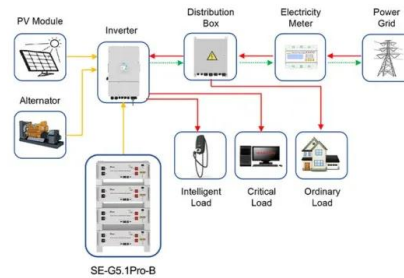 PV Module
Inverter
Distribution
Box
Electricity
Meter
Power
Grid
Alternator
Intelligent
Load
Critical
Load
Ordinary
Load
SE-G5.1Pro-B